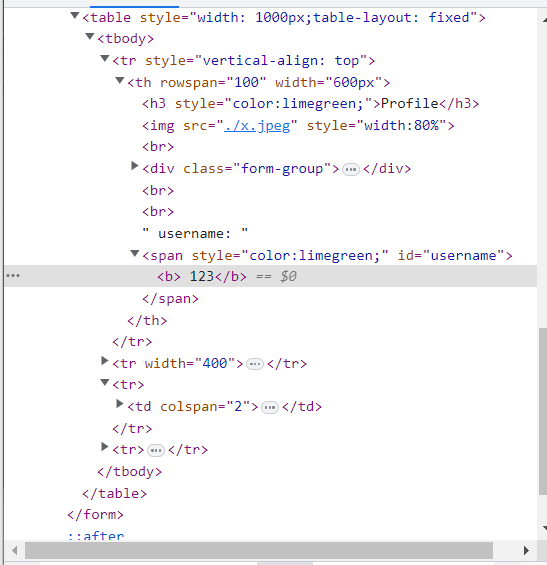 <table style="width: 1000px;table-layout: fixed">
<tbody>
<tr style="vertical-align: top">
<th rowspan="100" width="600px">
<h3 style="color:limegreen;">Profile</h3>
<img src="./x.jpeg" style="width:80%">
<br>
<div class="form-group">…</div>
<br>
<br>
" username: "
<span style="color:limegreen;" id="username">
<b> 123</b> == $0
</span>
</th>
</tr>
<tr width="400">…</tr>
<tr>
<td colspan="2">…</td>
</tr>
<tr>…</tr>
</tbody>
</table>
</form>
::after